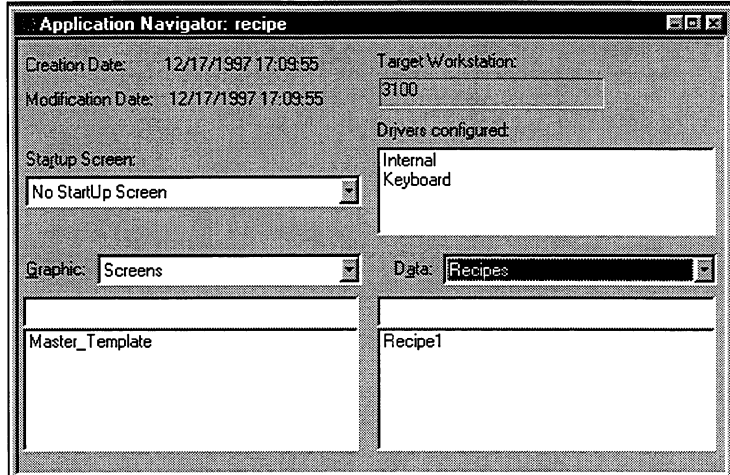 Application Navigator: recipe
Creation Date: 12/17/1997 17:09:55
Modification Date: 12/17/1997 17:09:55
Target Workstation:
3100
Drivers configured:
Internal
Keyboard
Startup Screen:
No StartUp Screen
Graphic: Screens
Data: Recipes
Master_Template
Recipe1